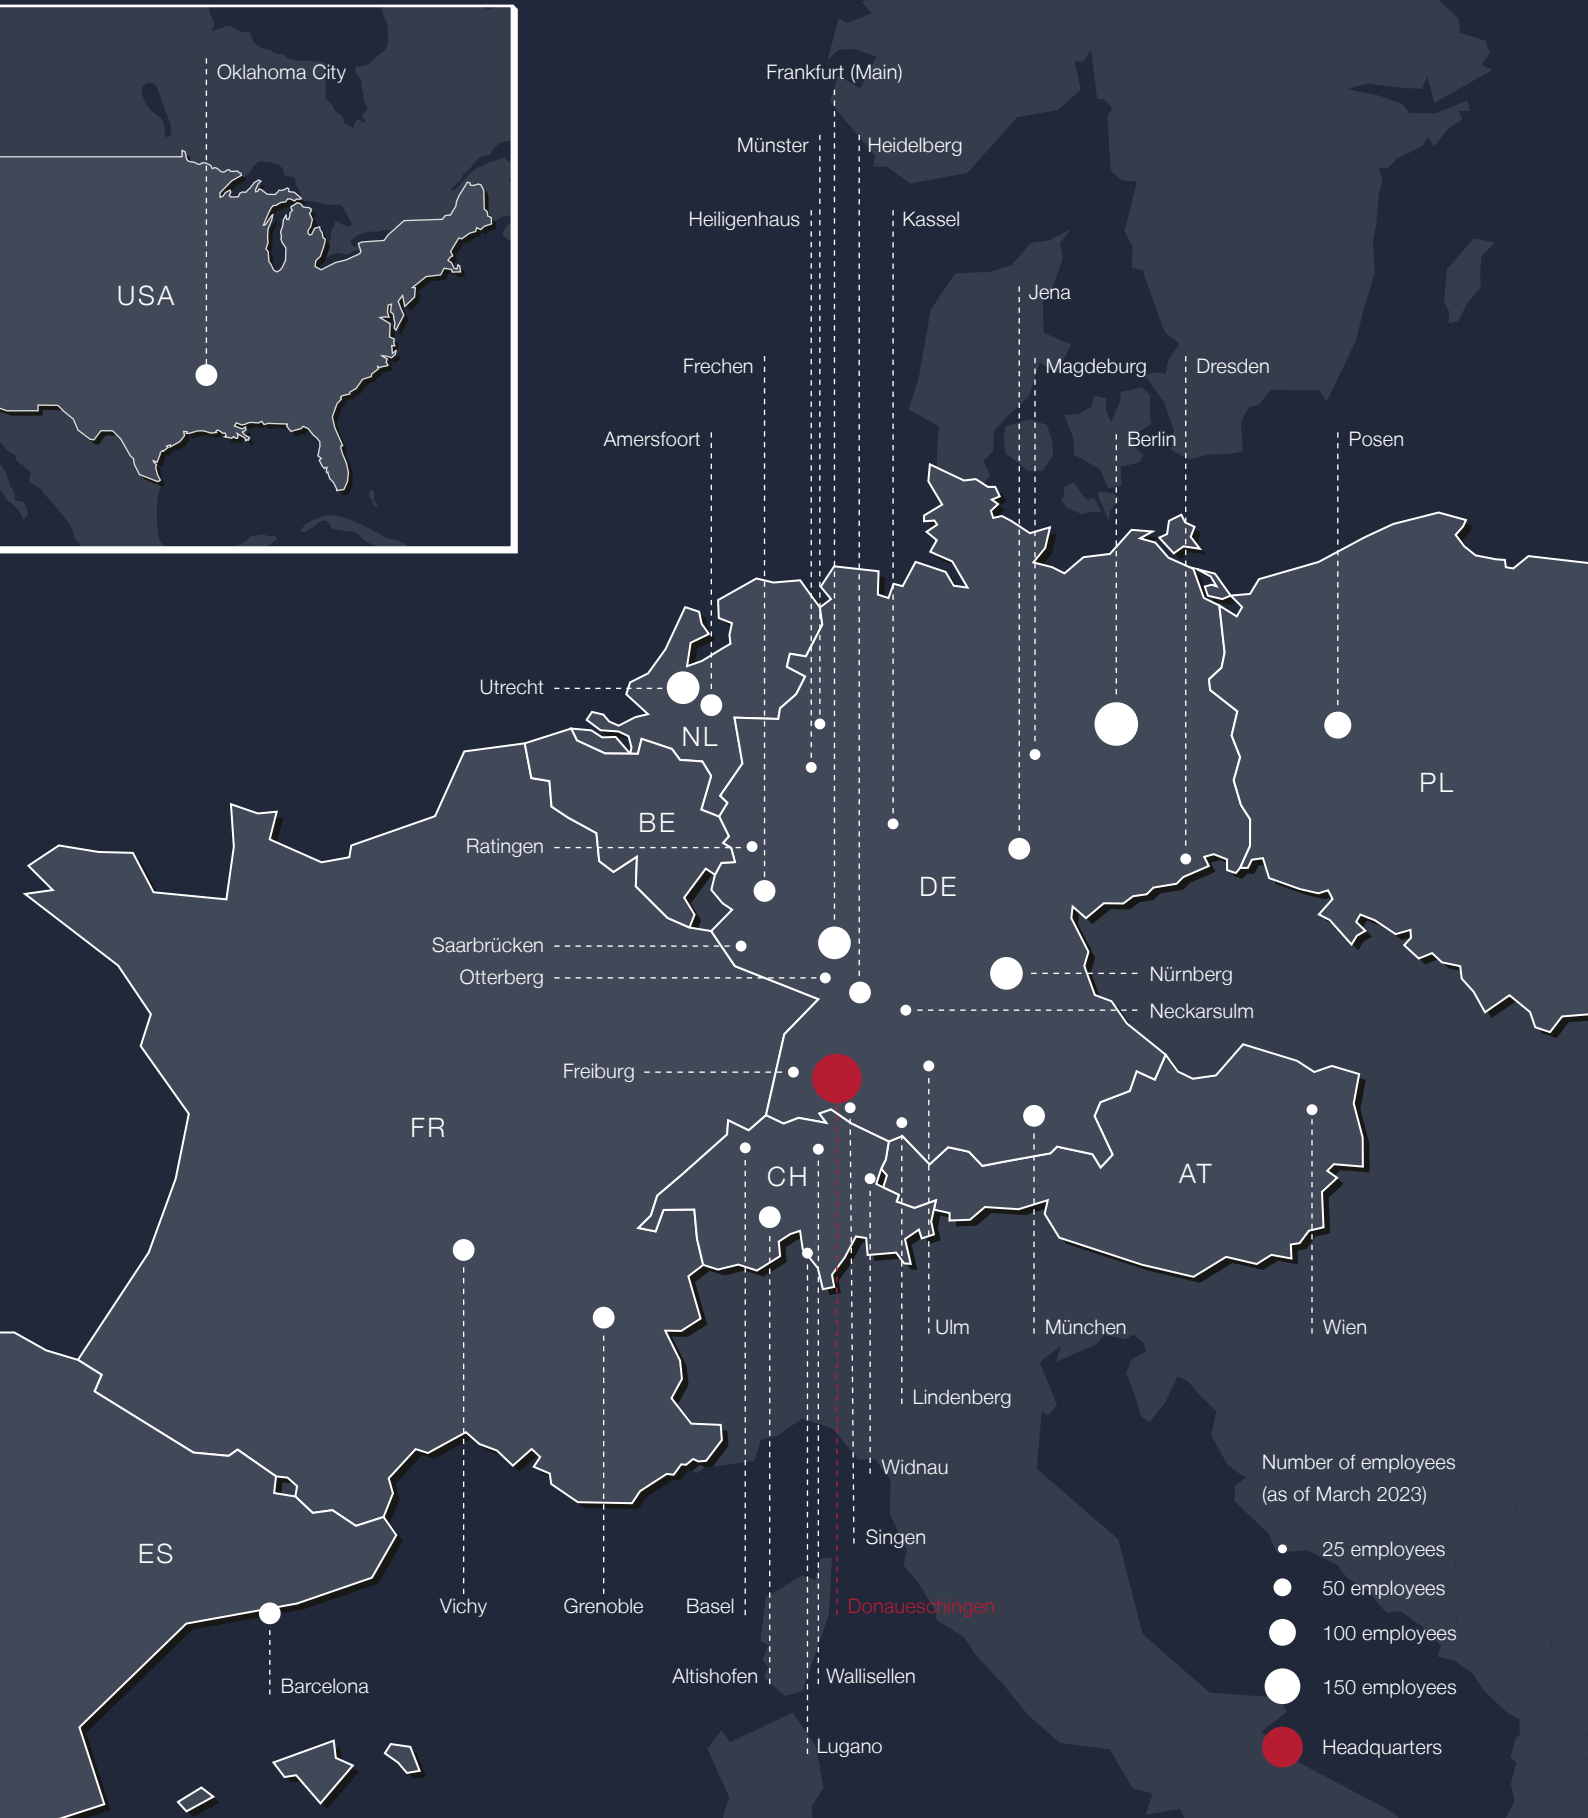 Oklahoma City
Frankfurt (Main)
Münster
Heidelberg
Heiligenhaus
Kassel
USA
Jena
Frechen
Magdeburg
Dresden
Amersfoort
Berlin
Posen
Utrecht
NL
PL
BE
Ratingen
DE
Saarbrücken
Otterberg
Nürnberg
Neckarsulm
Freiburg
FR
CH
AT
Ulm
München
Wien
Lindenberg
Widnau
Number of employees
(as of March 2023)
Singen
ES
25 employees
50 employees
Vichy
Grenoble
Basel
Donaueschingen
100 employees
Barcelona
Altishofen
Wallisellen
150 employees
Lugano
Headquarters